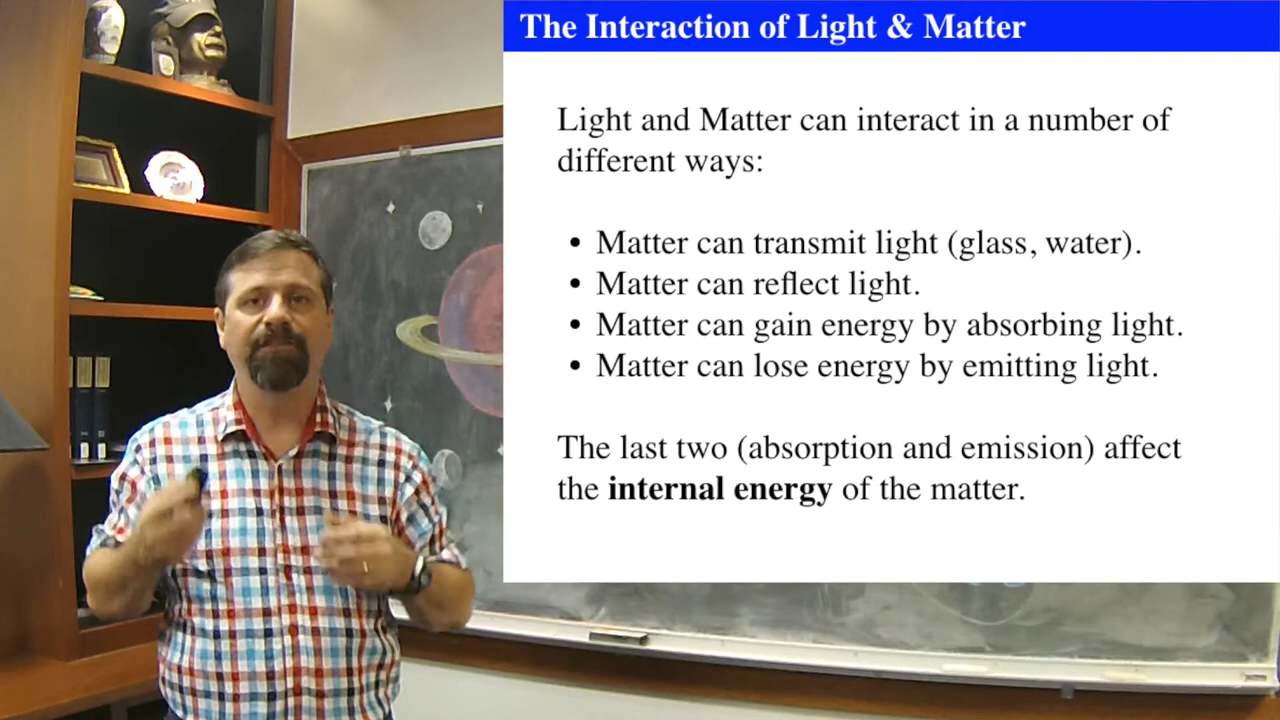 The Interaction of Light & Matter
Light and Matter can interact in a number of
different ways:
• Matter can transmit light (glass, water).
• Matter can reflect light.
• Matter can gain energy by absorbing light.
• Matter can lose energy by emitting light.
The last two (absorption and emission) affect
the internal energy of the matter.